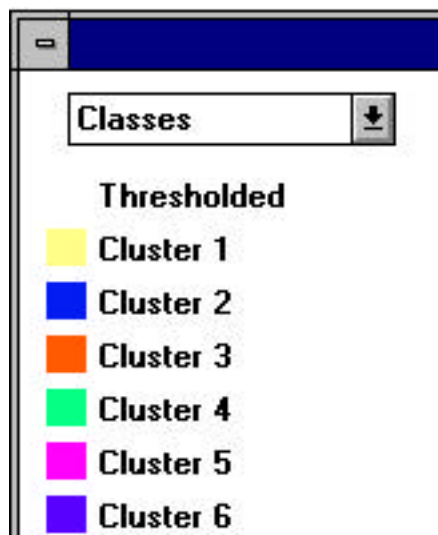 Classes
Thresholded
Cluster 1
Cluster 2
Cluster 3
Cluster 4
Cluster 5
Cluster 6